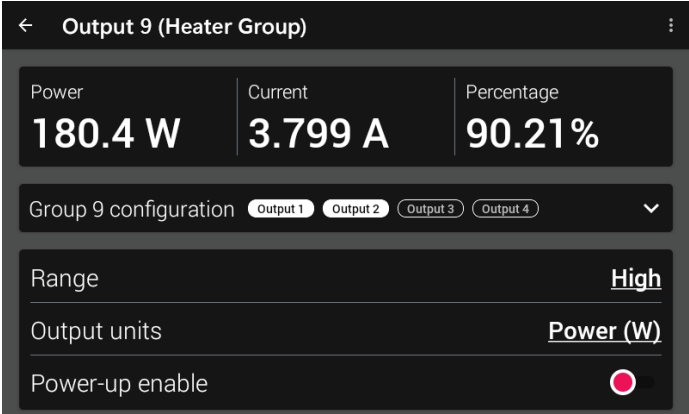 Output 9 (Heater Group)
Power Current Percentage
180.4 W 3.799 A 90.21%
Group 9 configuration Output 1 Output 2 Output 3 Output 4
Range High
Output units Power (W)
Power-up enable